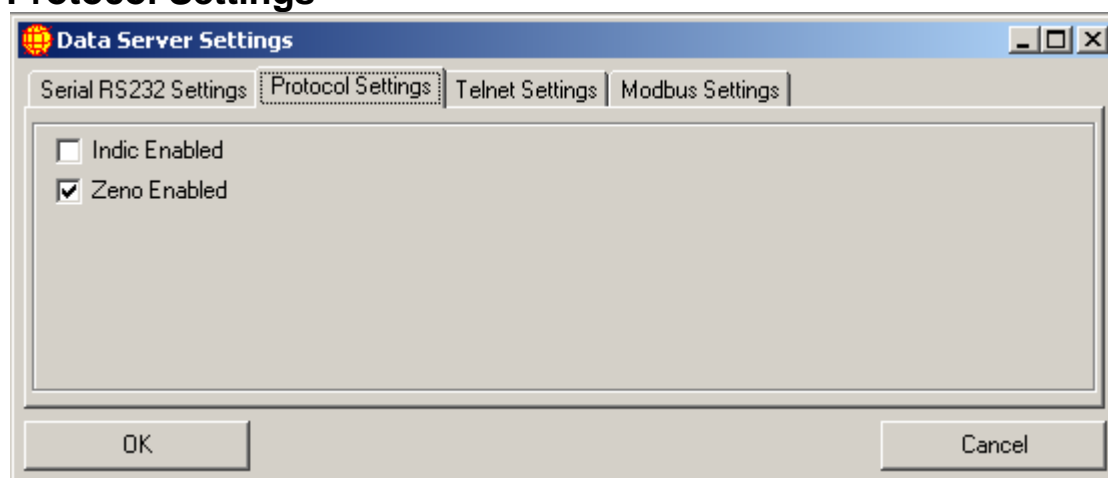 Protocol Settings
Data Server Settings
Serial RS232 Settings Protocol Settings Telnet Settings Modbus Settings
Indic Enabled
Zeno Enabled
OK Cancel